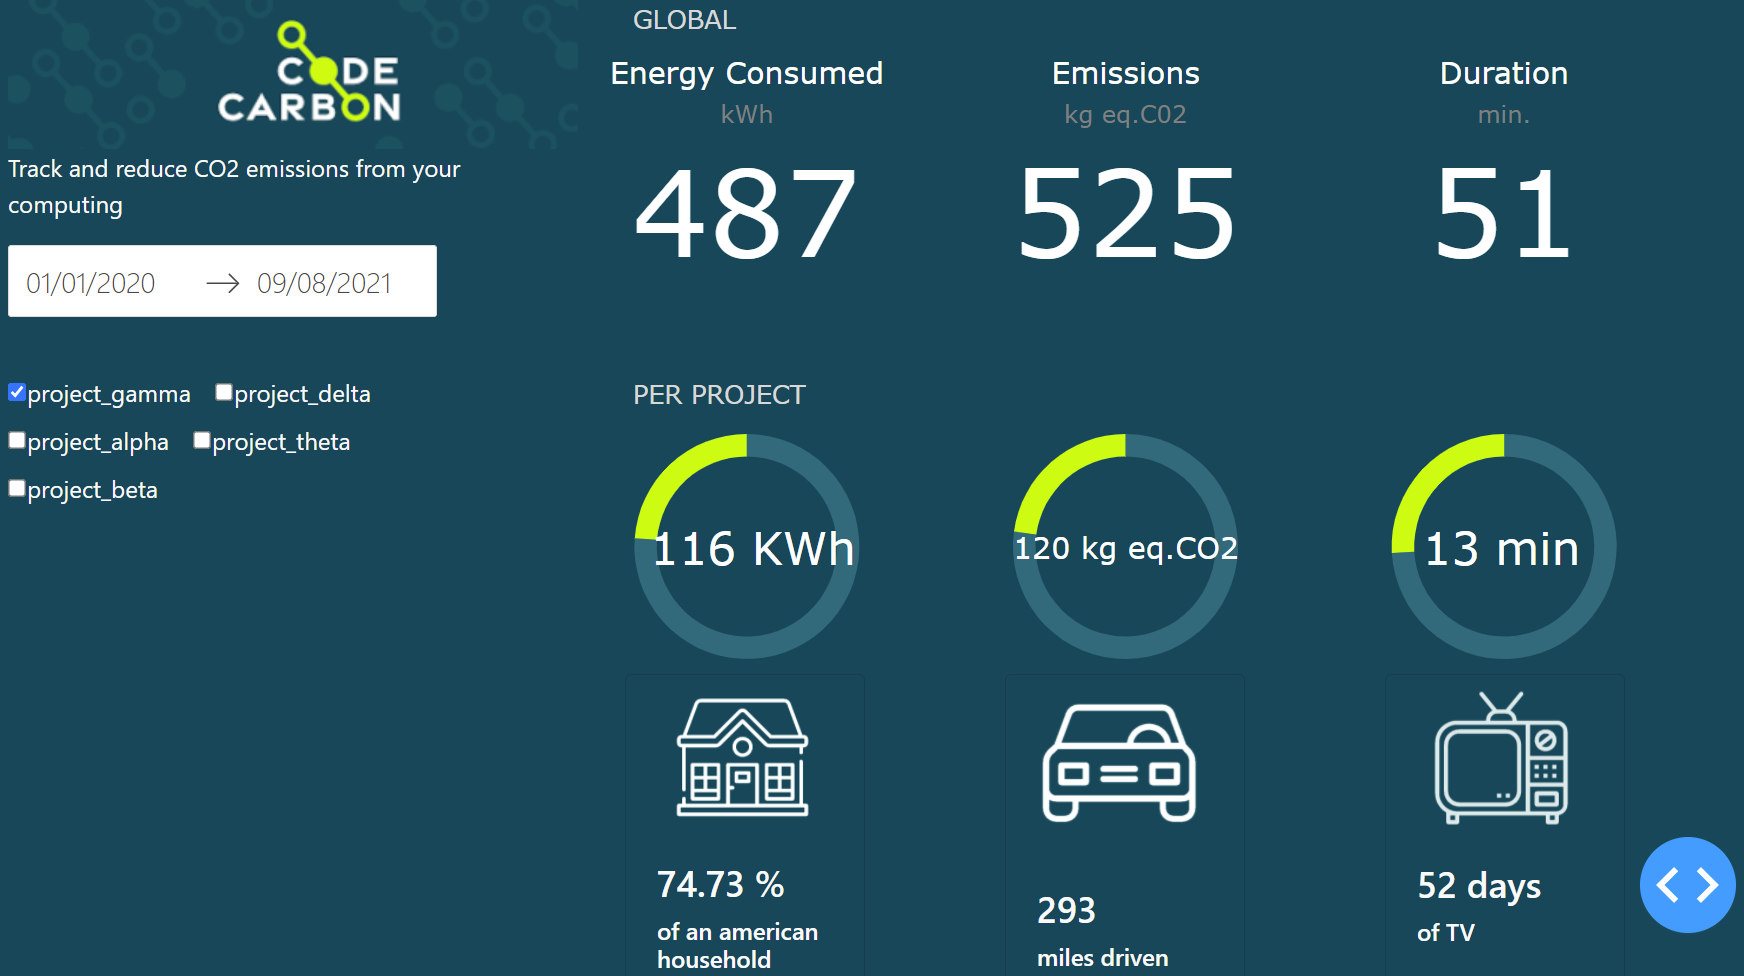 CODE
CARBON
Track and reduce CO2 emissions from your
computing
01/01/2020 → 09/08/2021
project_gamma project_delta
project_alpha project_theta
project_beta
GLOBAL
Energy Consumed
kWh
487
Emissions
kg eq.C02
525
Duration
min.
51
PER PROJECT
116 KWh
120 kg eq.CO2
13 min
74.73 %
of an american
household
293
miles driven
52 days
of TV